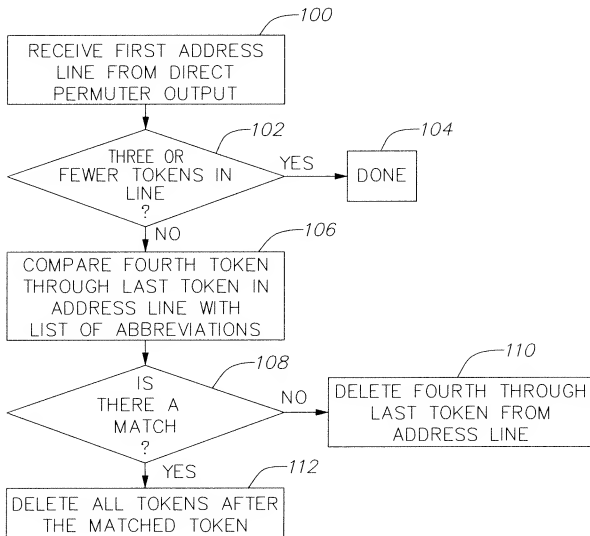 100
RECEIVE FIRST ADDRESS
LINE FROM DIRECT
PERMUTER OUTPUT
102
THREE OR
FEWER TOKENS IN
LINE
?
YES
104
DONE
NO
106
COMPARE FOURTH TOKEN
THROUGH LAST TOKEN IN
ADDRESS LINE WITH
LIST OF ABBREVIATIONS
108
IS
THERE A
MATCH
?
NO
110
DELETE FOURTH THROUGH
LAST TOKEN FROM
ADDRESS LINE
YES
112
DELETE ALL TOKENS AFTER
THE MATCHED TOKEN